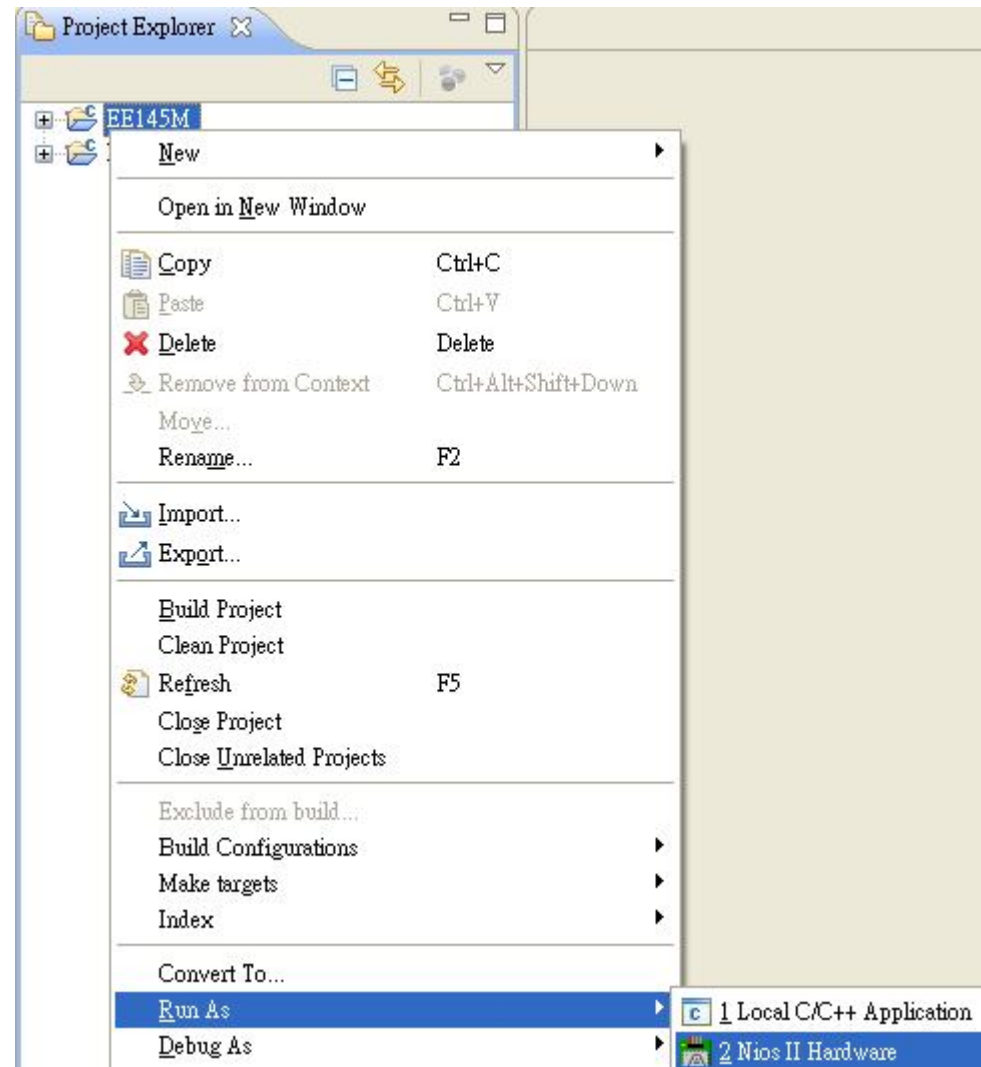 Project Explorer
EE145M
New
Open in New Window
Copy Ctrl+C
Paste Ctrl+V
Delete Delete
Remove from Context Ctrl+Alt+Shift+Down
Move...
Rename... F2
Import...
Export...
Build Project
Clean Project
Refresh F5
Close Project
Close Unrelated Projects
Exclude from build...
Build Configurations
Make targets
Index
Convert To...
Run As 1 Local C/C++ Application
Debug As 2 Nios II Hardware